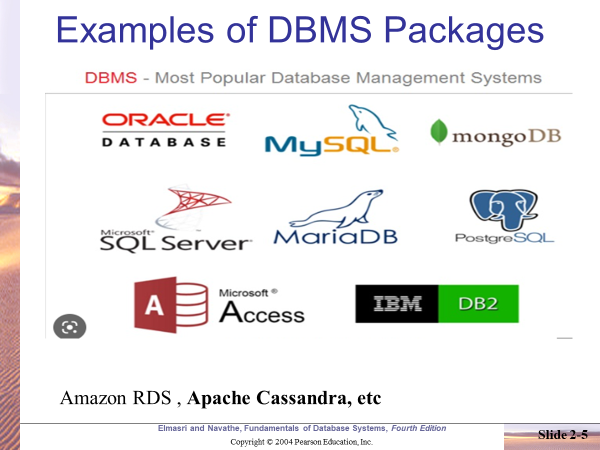 Examples of DBMS Packages
DBMS - Most Popular Database Management Systems
ORACLE®
DATABASE
MySQL®
mongoDB
Microsoft®
SQL Server®
MariaDB
PostgreSQL
A
Microsoft®
Access
IBM DB2
Amazon RDS , Apache Cassandra, etc
Elmasri and Navathe, Fundamentals of Database Systems, Fourth Edition
Copyright © 2004 Pearson Education, Inc.
Slide 2-5